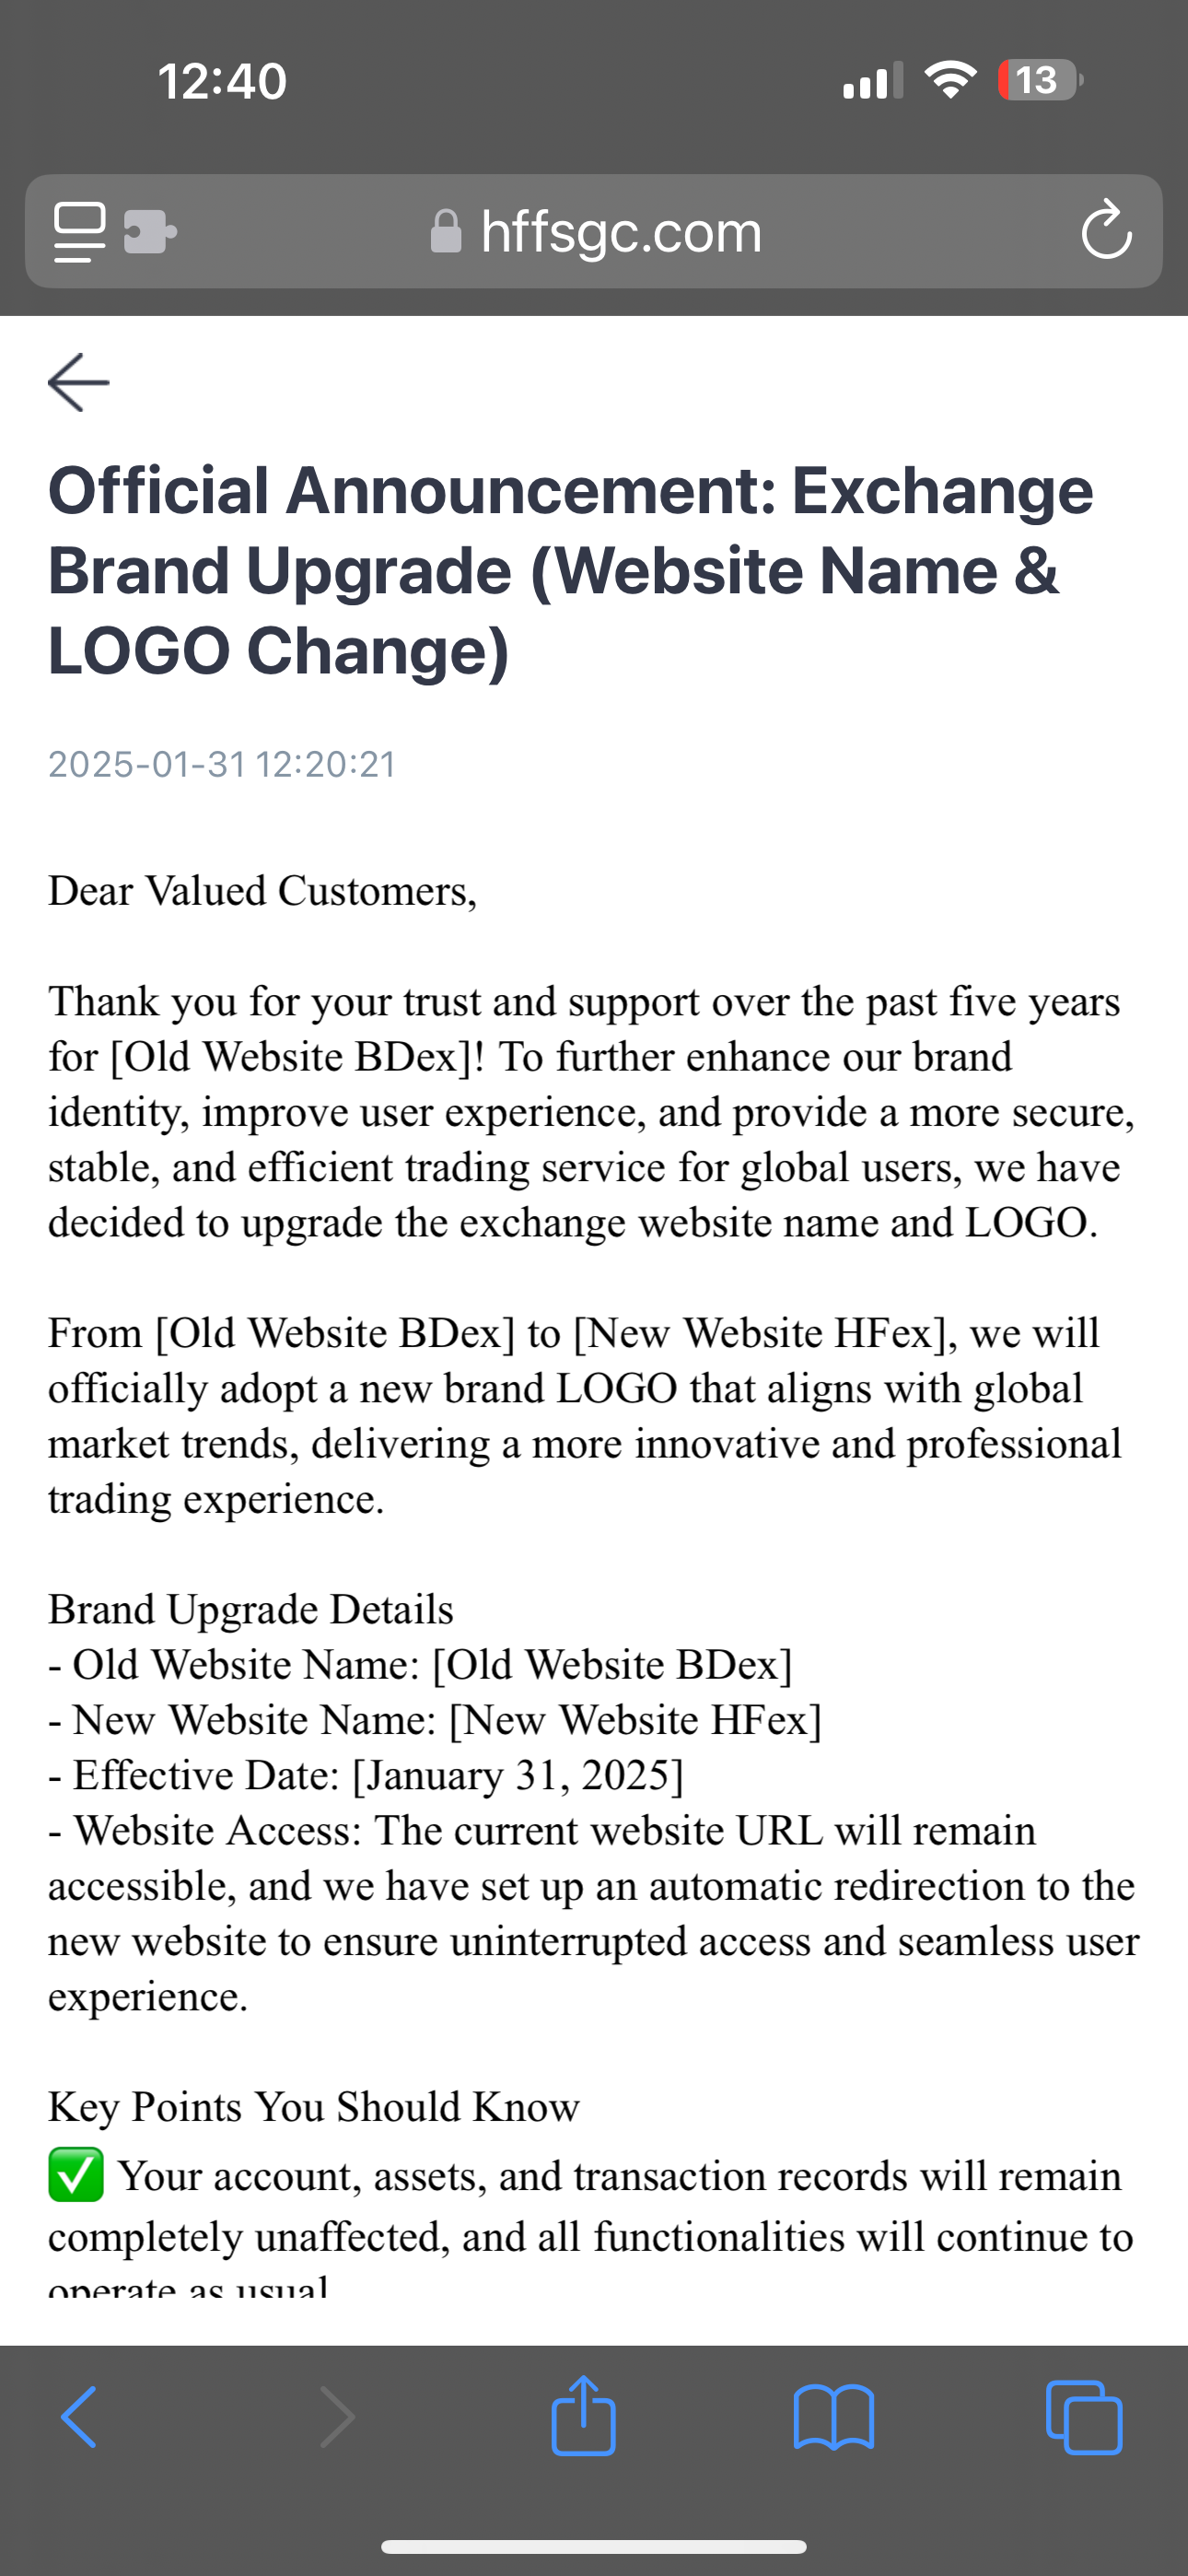 12:40
13
hffsgc.com
Official Announcement: Exchange
Brand Upgrade (Website Name &
LOGO Change)
2025-01-31 12:20:21
Dear Valued Customers,
Thank you for your trust and support over the past five years
for [Old Website BDex]! To further enhance our brand
identity, improve user experience, and provide a more secure,
stable, and efficient trading service for global users, we have
decided to upgrade the exchange website name and LOGO.
From [Old Website BDex] to [New Website HFex], we will
officially adopt a new brand LOGO that aligns with global
market trends, delivering a more innovative and professional
trading experience.
Brand Upgrade Details
- Old Website Name: [Old Website BDex]
- New Website Name: [New Website HFex]
- Effective Date: [January 31, 2025]
- Website Access: The current website URL will remain
accessible, and we have set up an automatic redirection to the
new website to ensure uninterrupted access and seamless user
experience.
Key Points You Should Know
✅ Your account, assets, and transaction records will remain
completely unaffected, and all functionalities will continue to
operate as usual